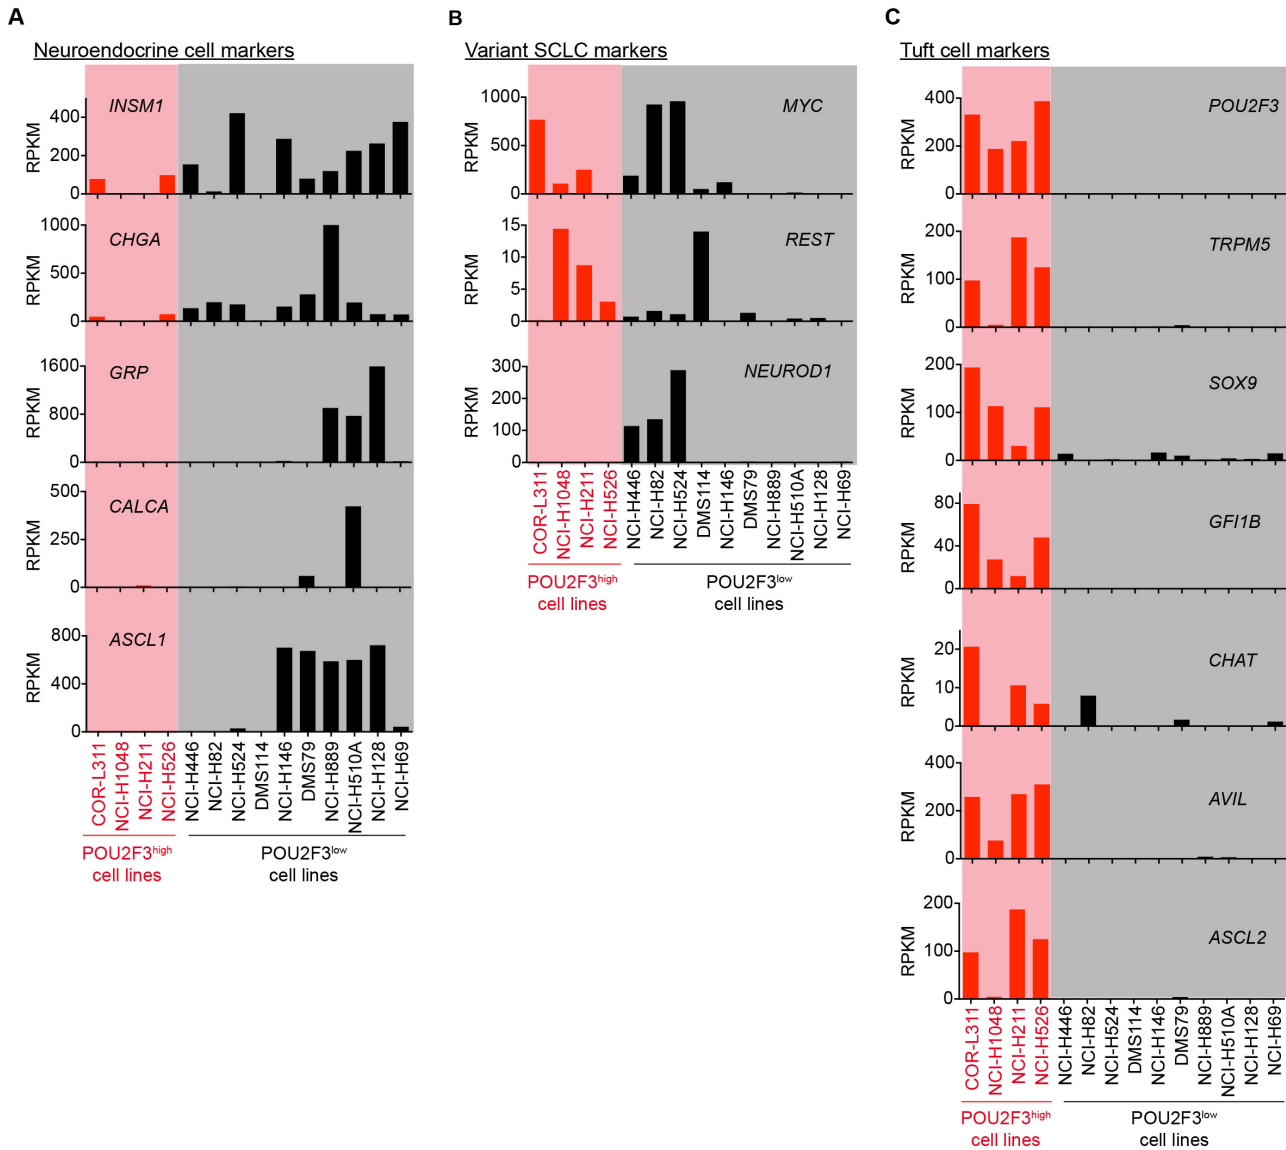 A
Neuroendocrine cell markers
RPKM
400
200
0
INSM1
RPKM
1000
500
0
CHGA
RPKM
1600
800
0
GRP
RPKM
500
250
0
CALCA
RPKM
800
400
0
ASCL1
COR-L311
NCI-H1048
NCI-H211
NCI-H526
NCI-H446
NCI-H82
NCI-H524
DMS114
NCI-H146
DMS79
NCI-H889
NCI-H510A
NCI-H128
NCI-H69
POU2F3high
cell lines
POU2F3low
cell lines
B
Variant SCLC markers
RPKM
1000
500
0
MYC
RPKM
15
10
5
0
REST
RPKM
300
200
100
0
NEUROD1
COR-L311
NCI-H1048
NCI-H211
NCI-H526
NCI-H446
NCI-H82
NCI-H524
DMS114
NCI-H146
DMS79
NCI-H889
NCI-H510A
NCI-H128
NCI-H69
POU2F3high
cell lines
POU2F3low
cell lines
C
Tuft cell markers
RPKM
400
200
0
POU2F3
RPKM
200
100
0
TRPM5
RPKM
200
100
0
SOX9
RPKM
80
40
0
GFI1B
RPKM
20
10
0
CHAT
RPKM
400
200
0
AVIL
RPKM
200
100
0
ASCL2
COR-L311
NCI-H1048
NCI-H211
NCI-H526
NCI-H446
NCI-H82
NCI-H524
DMS114
NCI-H146
DMS79
NCI-H889
NCI-H510A
NCI-H128
NCI-H69
POU2F3high
cell lines
POU2F3low
cell lines